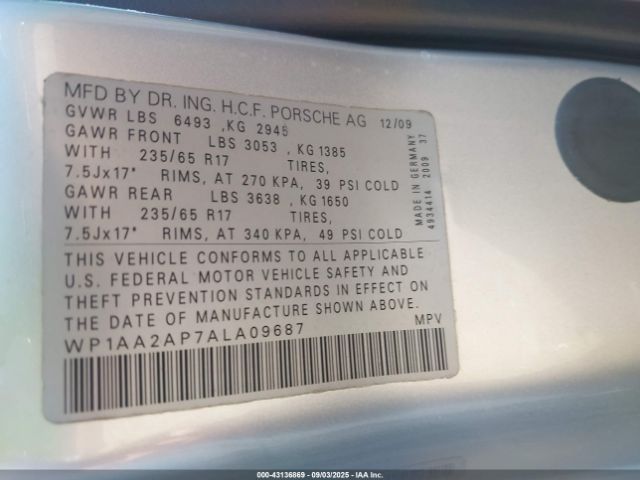 MFD BY DR. ING. H.C.F. PORSCHE AG 12/09
GVWR LBS 6493 ,KG 2945
GAWR FRONT LBS 3053 , KG 1385
WITH 235/65 R17 TIRES,
7.5Jx17" RIMS, AT 270 KPA, 39 PSI COLD
GAWR REAR LBS 3638 , KG 1650
WITH 235/65 R17 TIRES,
7.5Jx17" RIMS, AT 340 KPA, 49 PSI COLD
THIS VEHICLE CONFORMS TO ALL APPLICABLE
U.S. FEDERAL MOTOR VEHICLE SAFETY AND
THEFT PREVENTION STANDARDS IN EFFECT ON
THE DATE OF MANUFACTURE SHOWN ABOVE.
WP1AA2AP7ALA09687 MPV
MADE IN GERMANY
4934414 2009 37
000-43136869 - 09/03/2025 - IAA Inc.